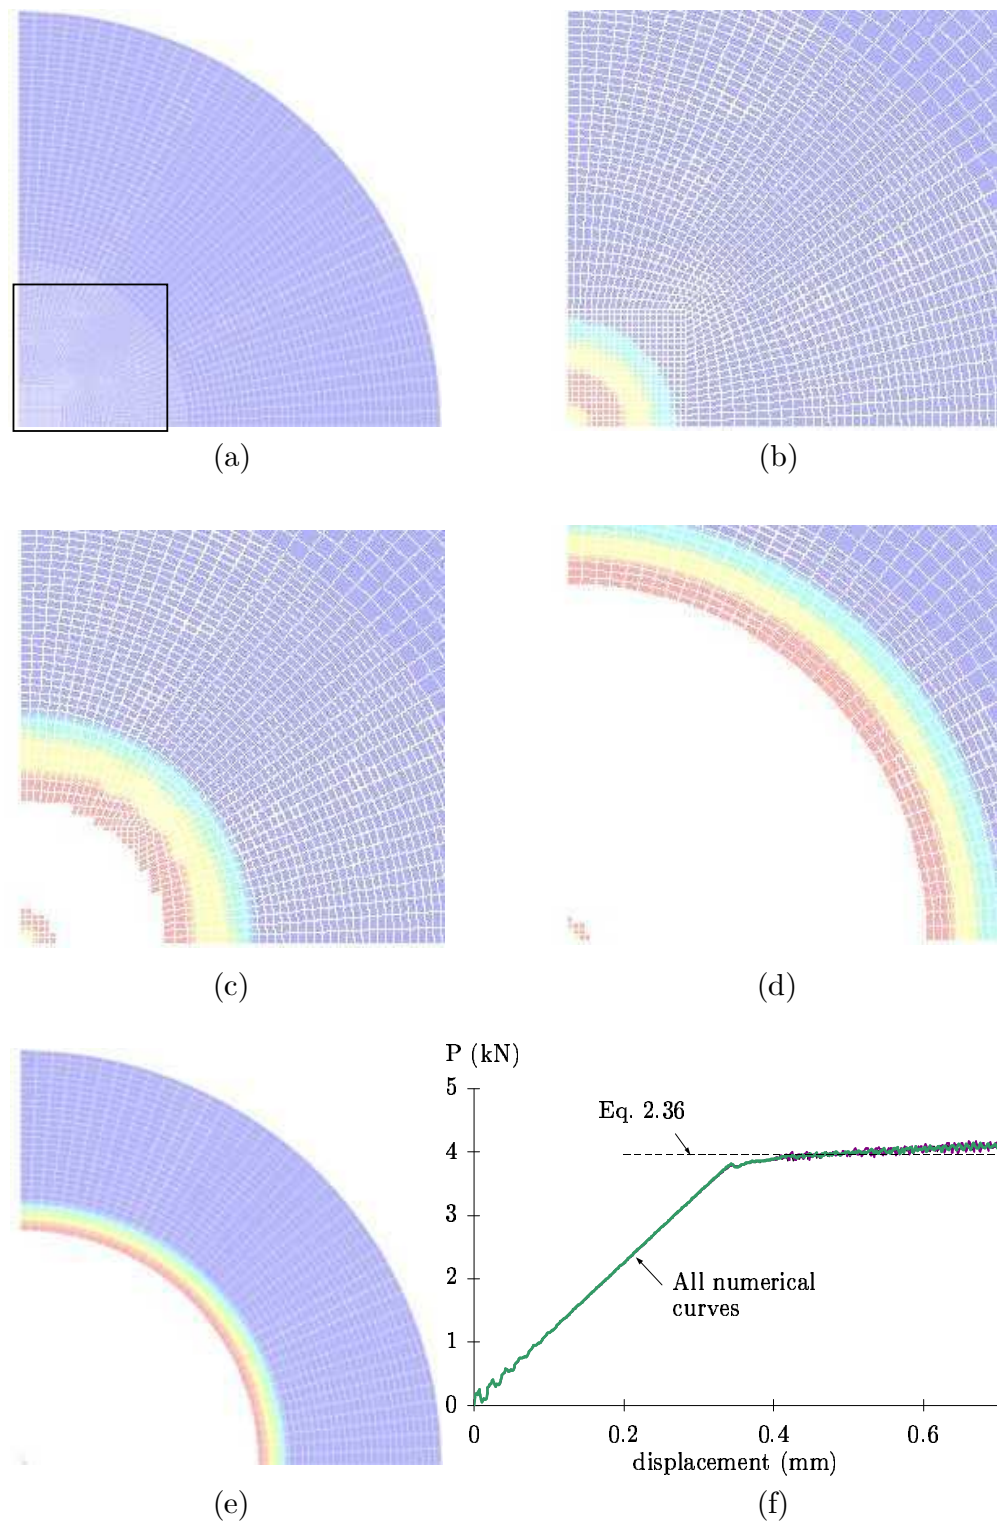 (a)
(b)
(c)
(d)
P (kN)
5
Eq. 2.36
4
3
2
All numerical
curves
1
0
0
0.2
0.4
0.6
displacement (mm)
(e)
(f)